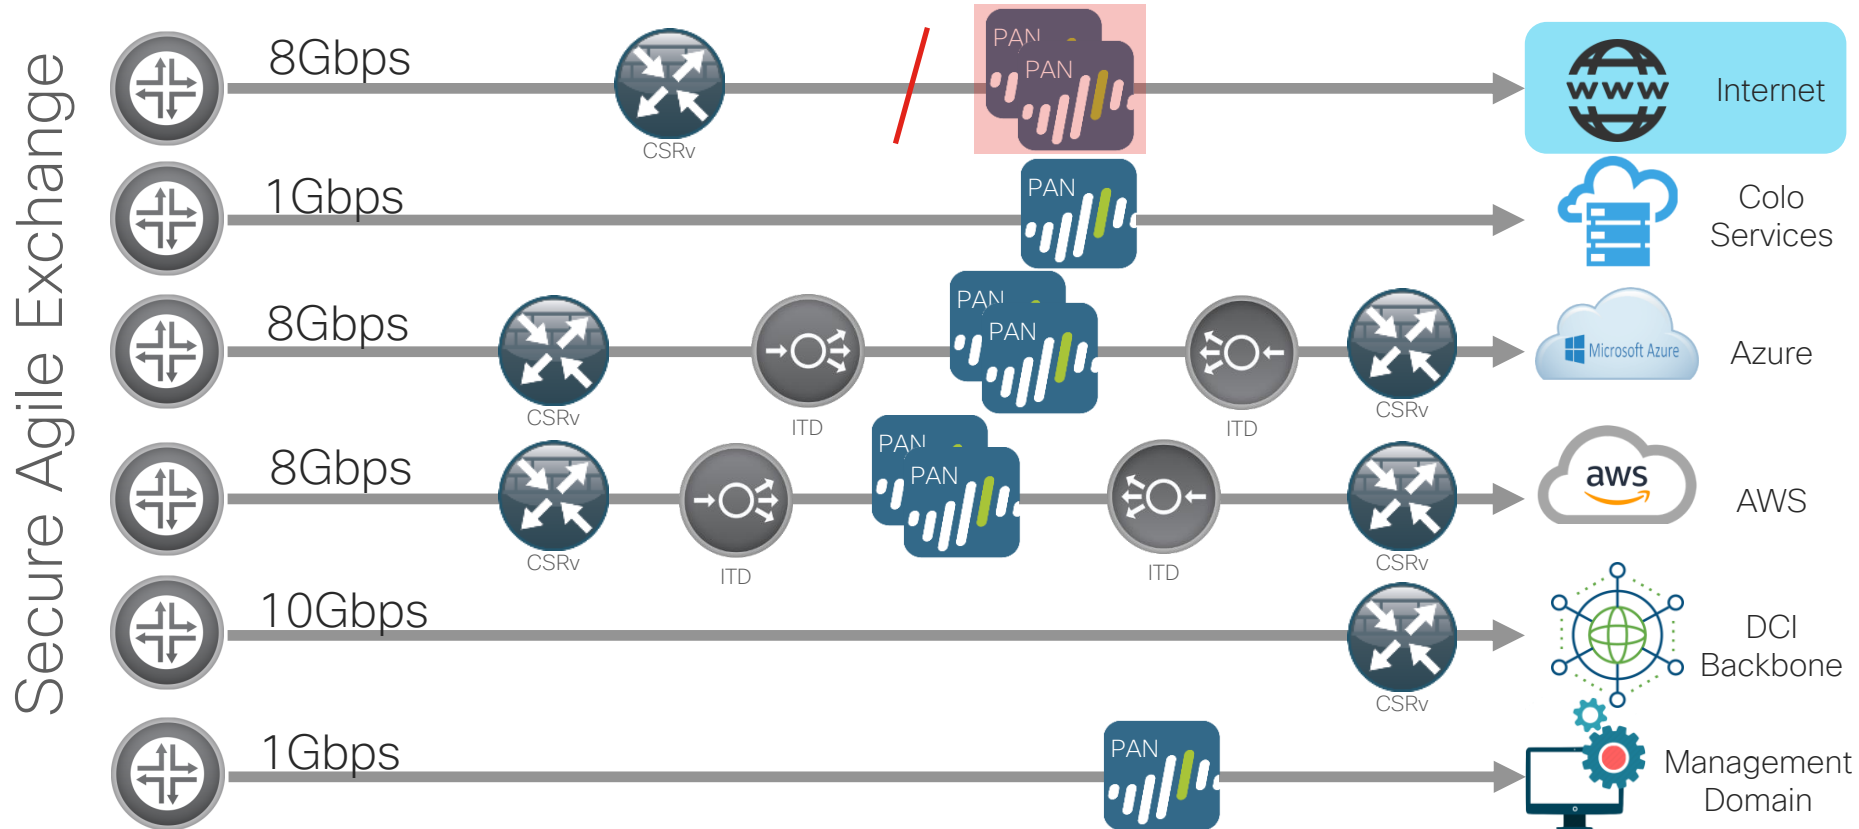 Secure Agile Exchange
8Gbps
CSRv
PAN
PAN
www
Internet
1Gbps
PAN
Colo
Services
8Gbps
CSRv
ITD
PAN
PAN
ITD
CSRv
Microsoft Azure
Azure
8Gbps
CSRv
ITD
PAN
PAN
ITD
CSRv
aws
AWS
10Gbps
CSRv
DCI
Backbone
1Gbps
PAN
Management
Domain